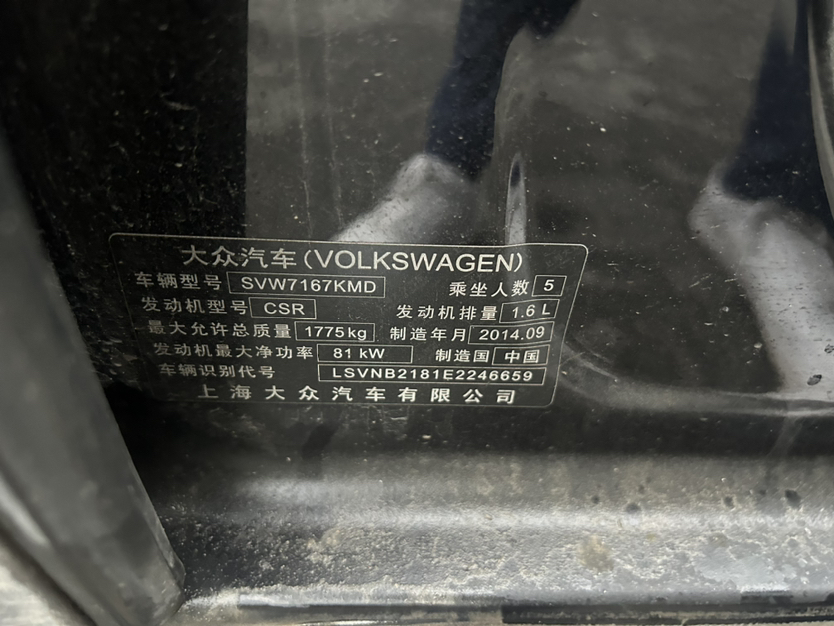 大众汽车(VOLKSWAGEN)
车辆型号 SVW7167KMD 乘坐人数 5
发动机型号 CSR 发动机排量 1.6 L
最大允许总质量 1775kg 制造年月 2014.09
发动机最大净功率 81 kW 制造国 中国
车辆识别代号 LSVNB2181E2246659
上海大众汽车有限公司